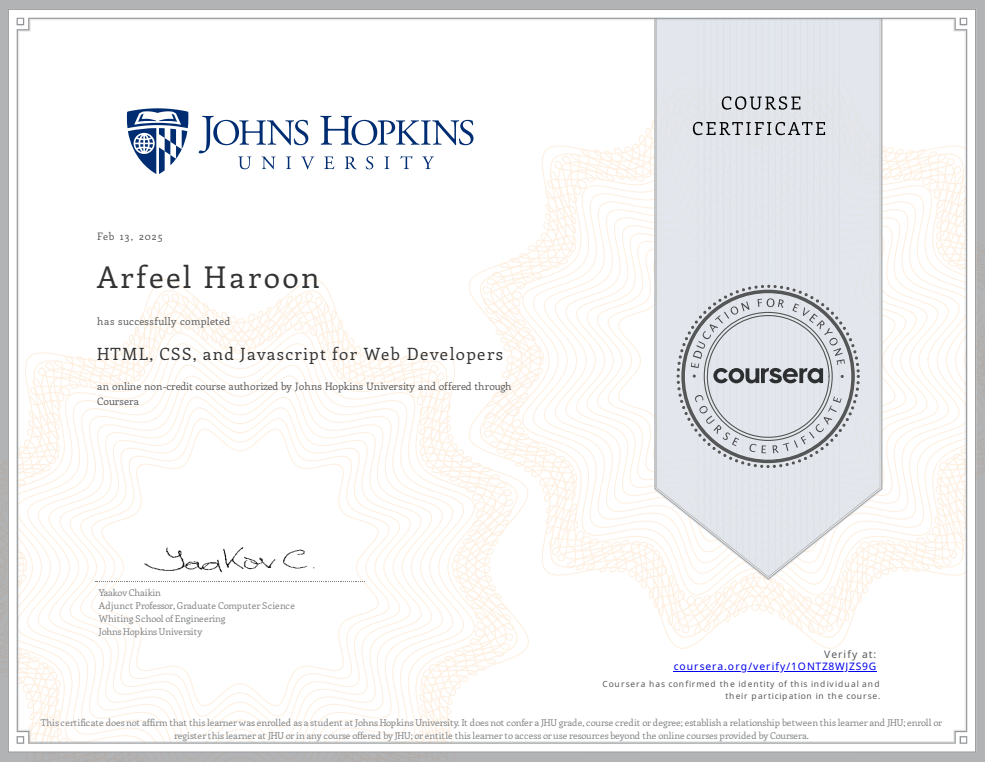 COURSE
CERTIFICATE
JOHNS HOPKINS
UNIVERSITY
Feb 13, 2025
Arfeel Haroon
has successfully completed
HTML, CSS, and Javascript for Web Developers
an online non-credit course authorized by Johns Hopkins University and offered through
Coursera
EDUCATION FOR EVERYONE
coursera
COURSE CERTIFICATE
Yaakov C.
Yaakov Chaikin
Adjunct Professor, Graduate Computer Science
Whiting School of Engineering
Johns Hopkins University
Verify at:
coursera.org/verify/1ONTZ8WJZS9G
Coursera has confirmed the identity of this individual and
their participation in the course.
This certificate does not affirm that this learner was enrolled as a student at Johns Hopkins University. It does not confer a JHU grade, course credit or degree; establish a relationship between this learner and JHU; enroll or
register this learner at JHU or in any course offered by JHU; or entitle this learner to access or use resources beyond the online courses provided by Coursera.